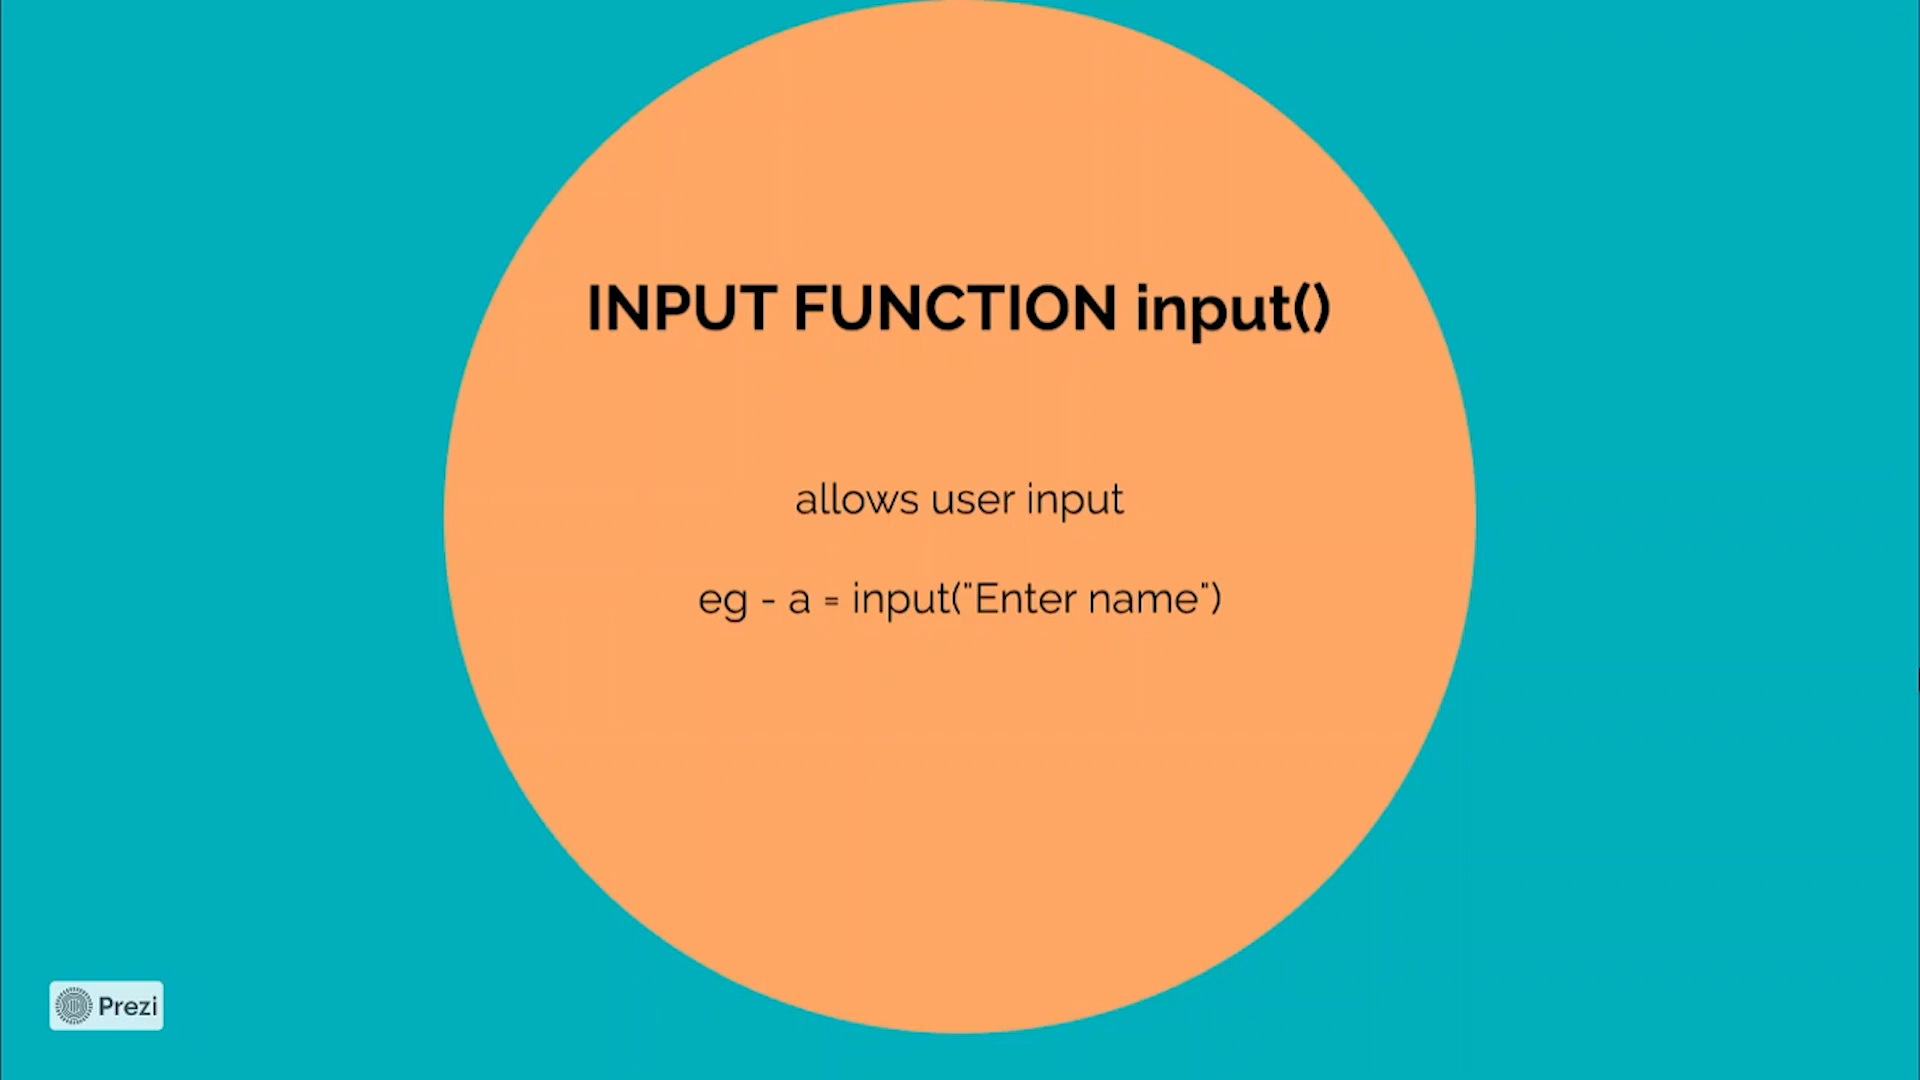 INPUT FUNCTION input()
allows user input
eg - a = input("Enter name")
Prezi